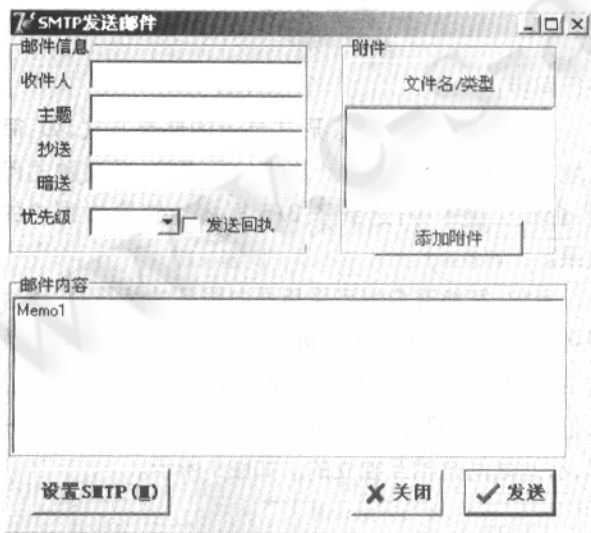 SMTP发送邮件
邮件信息
收件人
主题
抄送
暗送
优先级
发送回执
附件
文件名/类型
添加附件
邮件内容
Memo1
设置SMTP(M)
关闭
发送